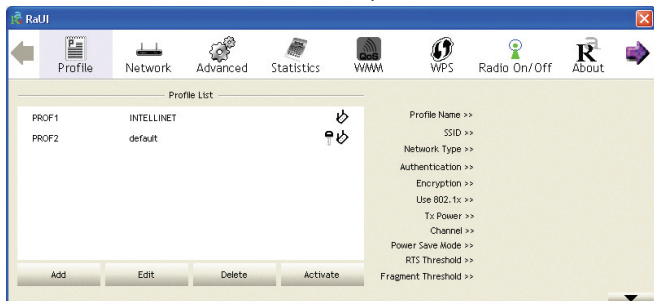 RaUI
Profile Network Advanced Statistics QoS WMM WPS Radio On/Off About
Profile List
PROF1 INTELLINET
PROF2 default
Add Edit Delete Activate
Profile Name >>
SSID >>
Network Type >>
Authentication >>
Encryption >>
Use 802.1x >>
Tx Power >>
Channel >>
Power Save Mode >>
RTS Threshold >>
Fragment Threshold >>